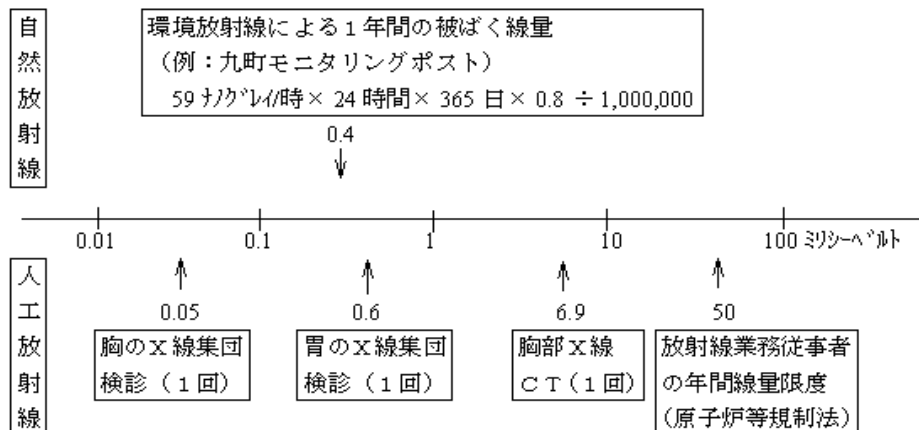 自然放射線
環境放射線による１年間の被ばく線量
（例：九町モニタリングポスト）
59 ﾅﾉｸﾞﾚｲ/時× 24 時間× 365 日× 0.8 ÷ 1,000,000
0.4
0.01 0.1 1 10 100 ﾐﾘｼｰﾍﾞﾙﾄ
人工放射線
0.05 0.6 6.9 50
胸のＸ線集団
検診（１回）
胃のＸ線集団
検診（１回）
胸部Ｘ線
ＣＴ（１回）
放射線業務従事者
の年間線量限度
（原子炉等規制法）